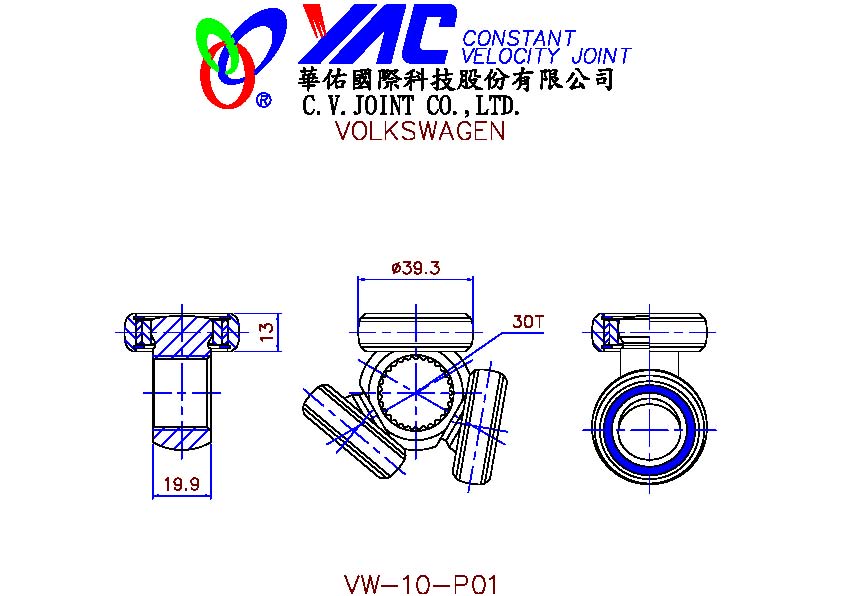 YAC CONSTANT
VELOCITY JOINT
®
華佑國際科技股份有限公司
C.V.JOINT CO.,LTD.
VOLKSWAGEN
ø39.3
30T
13
19.9
VW-10-P01